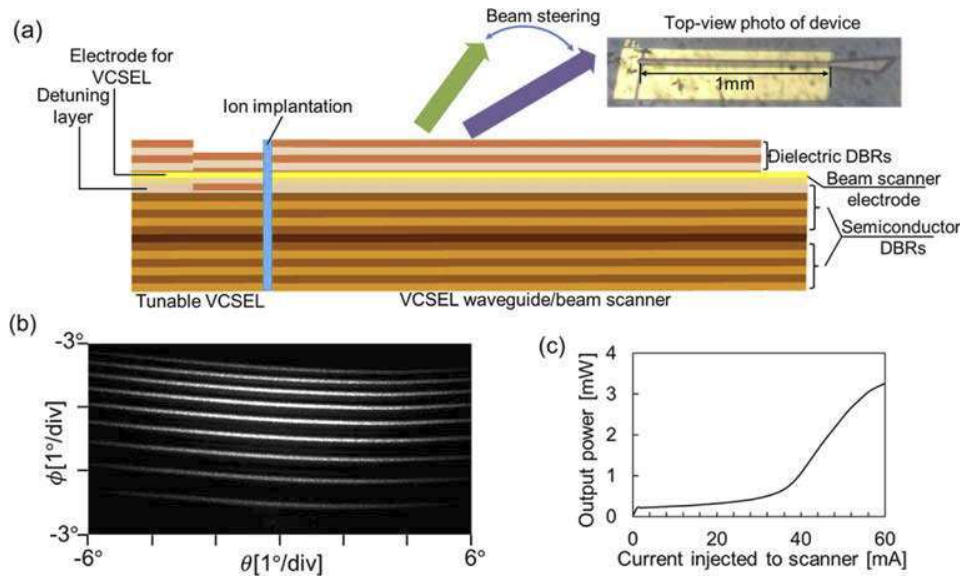 (a)
Beam steering
Top-view photo of device
Electrode for
VCSEL
Detuning
layer
Ion implantation
1mm
Dielectric DBRs
Beam scanner
electrode
Semiconductor
DBRs
Tunable VCSEL
VCSEL waveguide/beam scanner
(b)
-3°
ϕ[1°/div]
-3°
-6°
θ[1°/div]
6°
(c)
Output power [mW]
4
3
2
1
0
0
20
40
60
Current injected to scanner [mA]